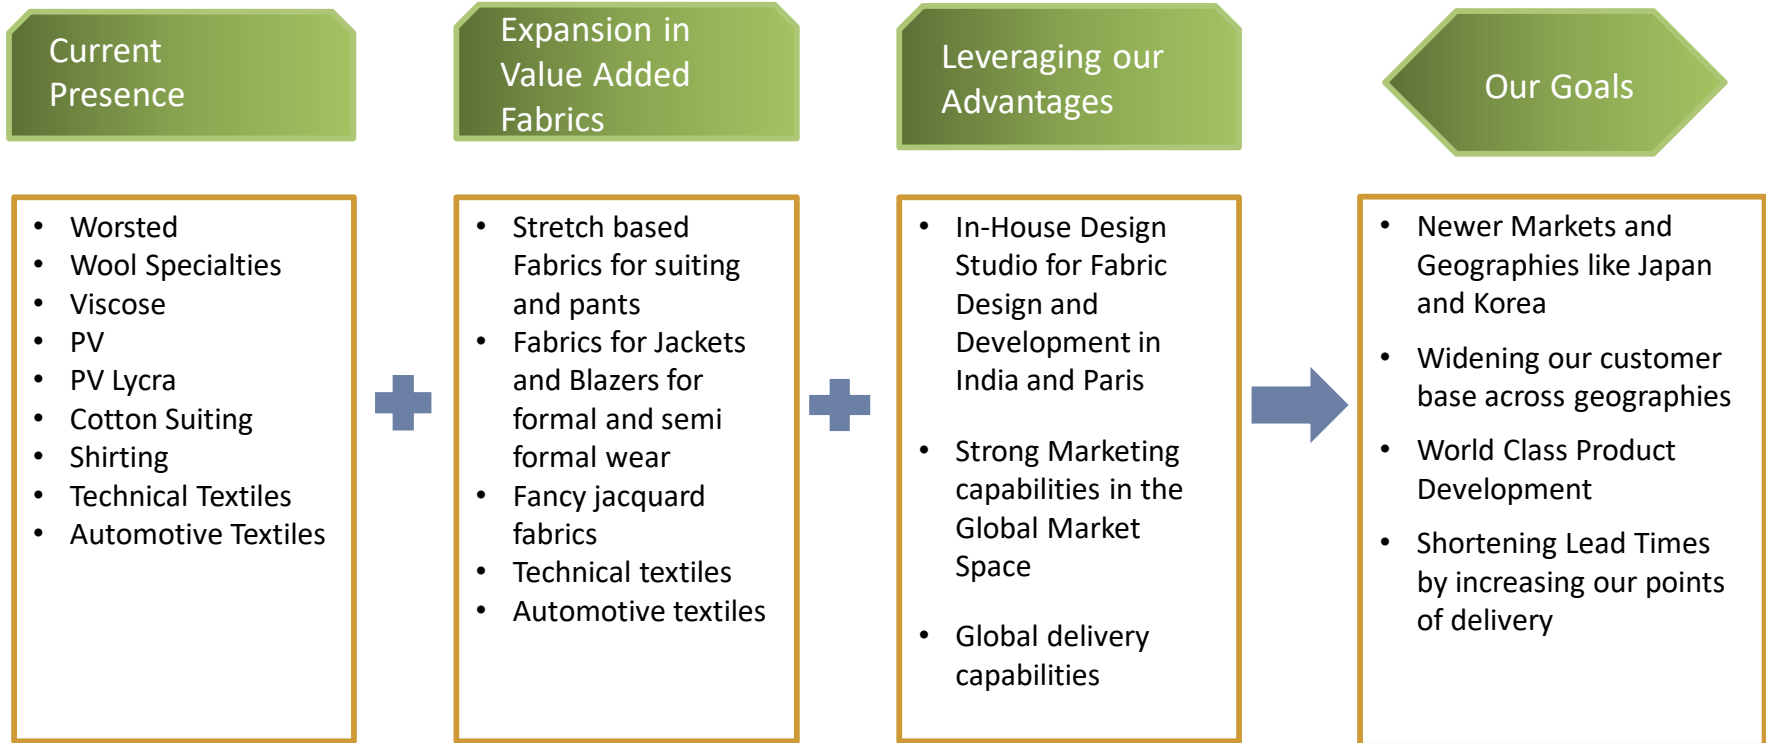 Current
Presence
• Worsted
• Wool Specialties
• Viscose
• PV
• PV Lycra
• Cotton Suiting
• Shirting
• Technical Textiles
• Automotive Textiles
Expansion in
Value Added
Fabrics
• Stretch based
Fabrics for suiting
and pants
• Fabrics for Jackets
and Blazers for
formal and semi
formal wear
• Fancy jacquard
fabrics
• Technical textiles
• Automotive textiles
Leveraging our
Advantages
• In-House Design
Studio for Fabric
Design and
Development in
India and Paris
• Strong Marketing
capabilities in the
Global Market
Space
• Global delivery
capabilities
Our Goals
• Newer Markets and
Geographies like Japan
and Korea
• Widening our customer
base across geographies
• World Class Product
Development
• Shortening Lead Times
by increasing our points
of delivery